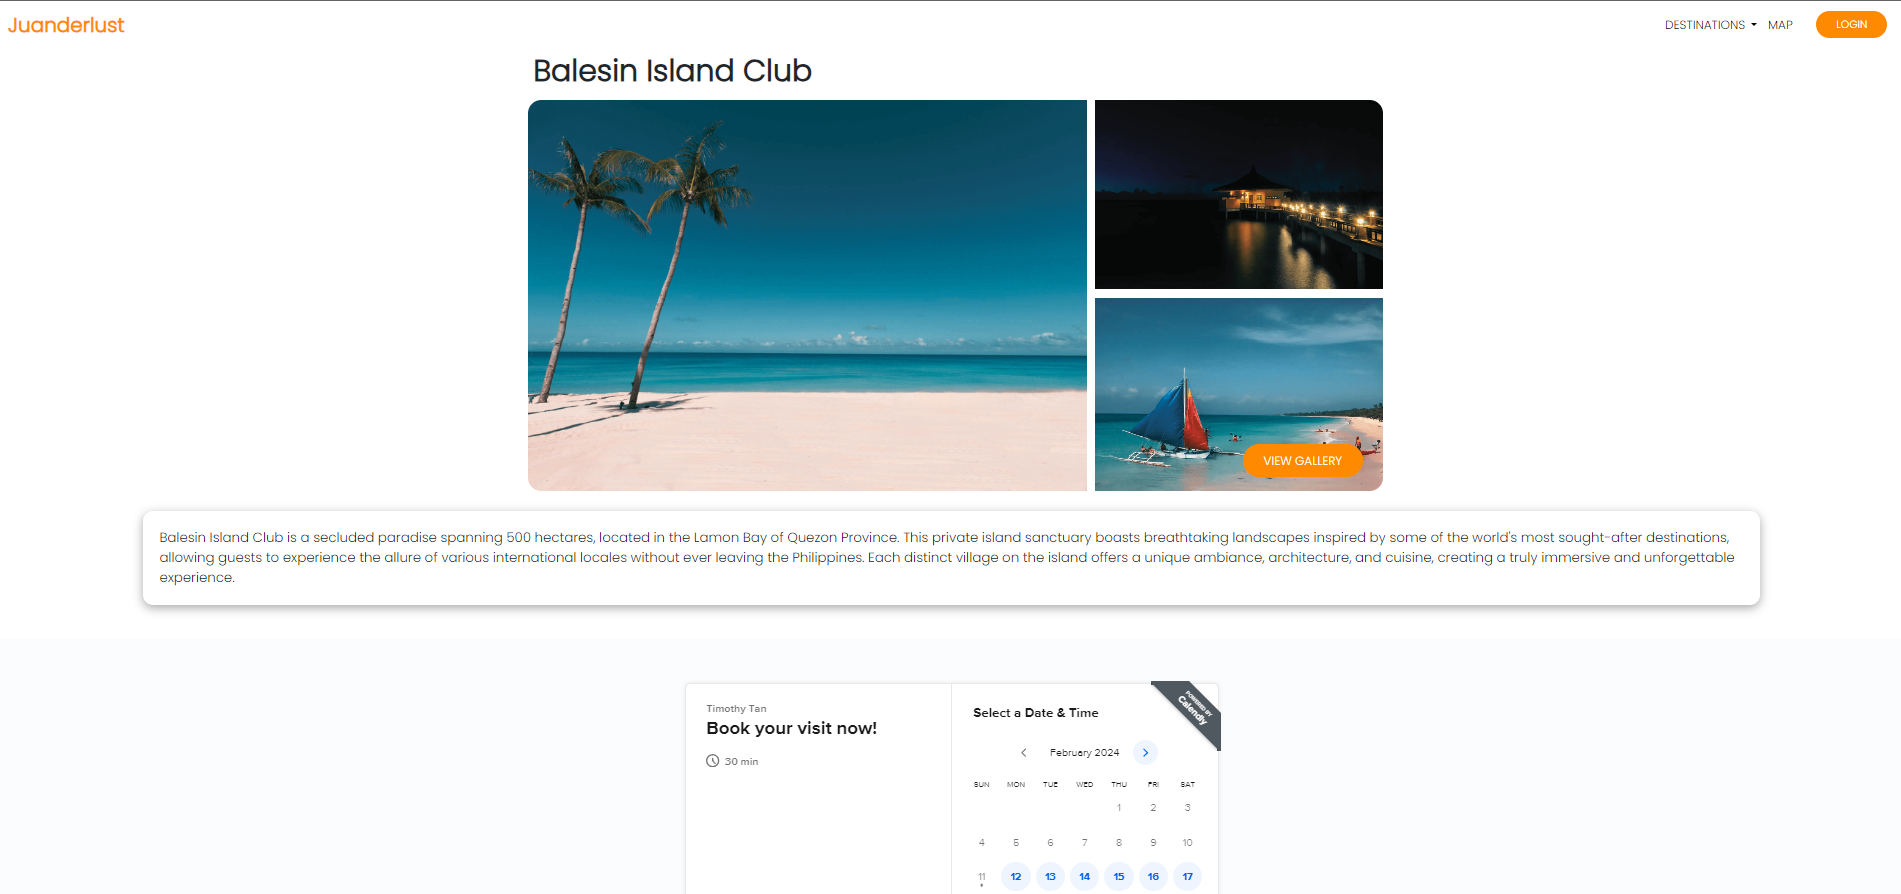 Juanderlust
DESTINATIONS MAP LOGIN
Balesin Island Club
VIEW GALLERY
Balesin Island Club is a secluded paradise spanning 500 hectares, located in the Lamon Bay of Quezon Province. This private island sanctuary boasts breathtaking landscapes inspired by some of the world's most sought-after destinations,
allowing guests to experience the allure of various international locales without ever leaving the Philippines. Each distinct village on the island offers a unique ambiance, architecture, and cuisine, creating a truly immersive and unforgettable
experience.
Timothy Tan
Book your visit now!
30 min
POWERED BY
Calendly
Select a Date & Time
February 2024
SUN MON TUE WED THU FRI SAT
1 2 3
4 5 6 7 8 9 10
11 12 13 14 15 16 17